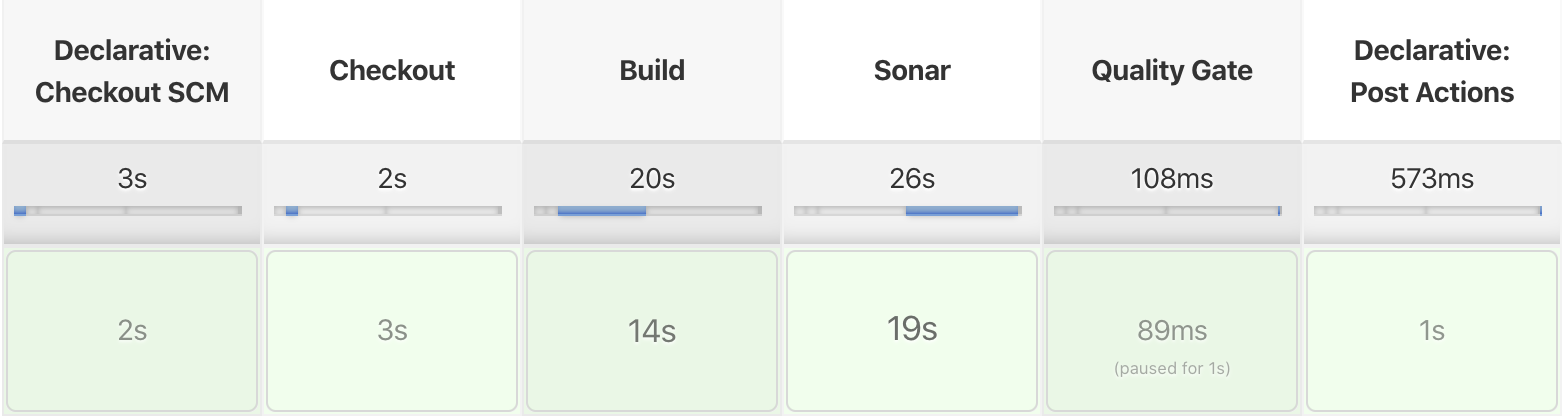 Declarative:
Checkout SCM
Checkout
Build
Sonar
Quality Gate
Declarative:
Post Actions
3s
2s
20s
26s
108ms
573ms
2s
3s
14s
19s
89ms
(paused for 1s)
1s